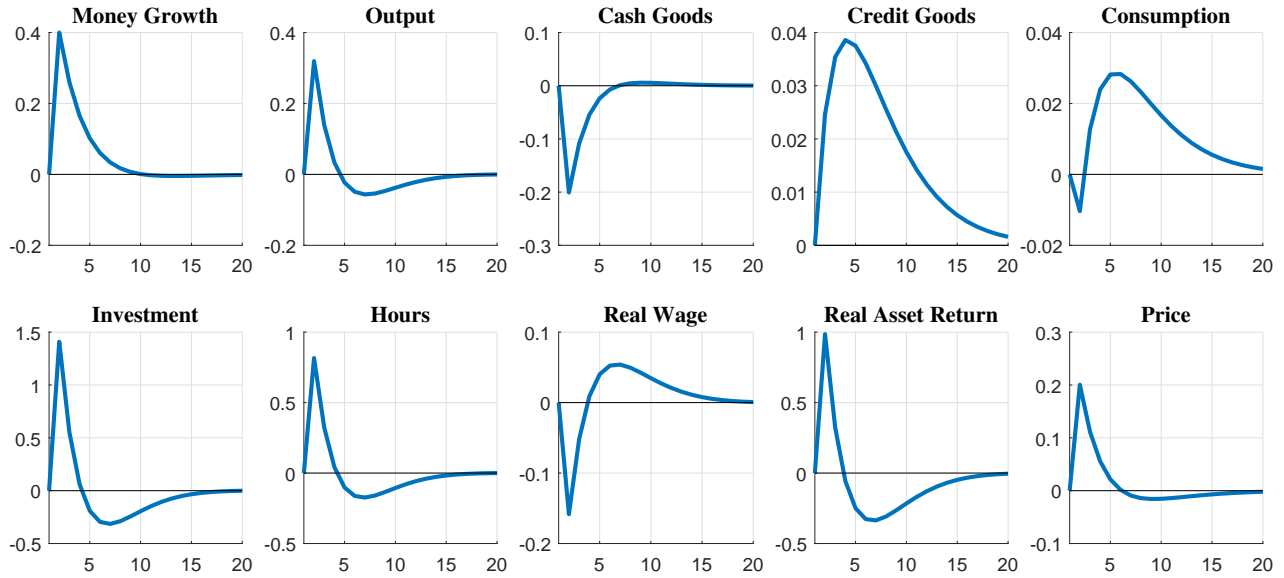 Money Growth
0.4
0.2
0
-0.2
5 10 15 20
Output
0.4
0.2
0
-0.2
5 10 15 20
Cash Goods
0.1
0
-0.1
-0.2
-0.3
5 10 15 20
Credit Goods
0.04
0.03
0.02
0.01
0
5 10 15 20
Consumption
0.04
0.02
0
-0.02
5 10 15 20
Investment
1.5
1
0.5
0
-0.5
5 10 15 20
Hours
1
0.5
0
-0.5
5 10 15 20
Real Wage
0.1
0
-0.1
-0.2
5 10 15 20
Real Asset Return
1
0.5
0
-0.5
5 10 15 20
Price
0.3
0.2
0.1
0
-0.1
5 10 15 20